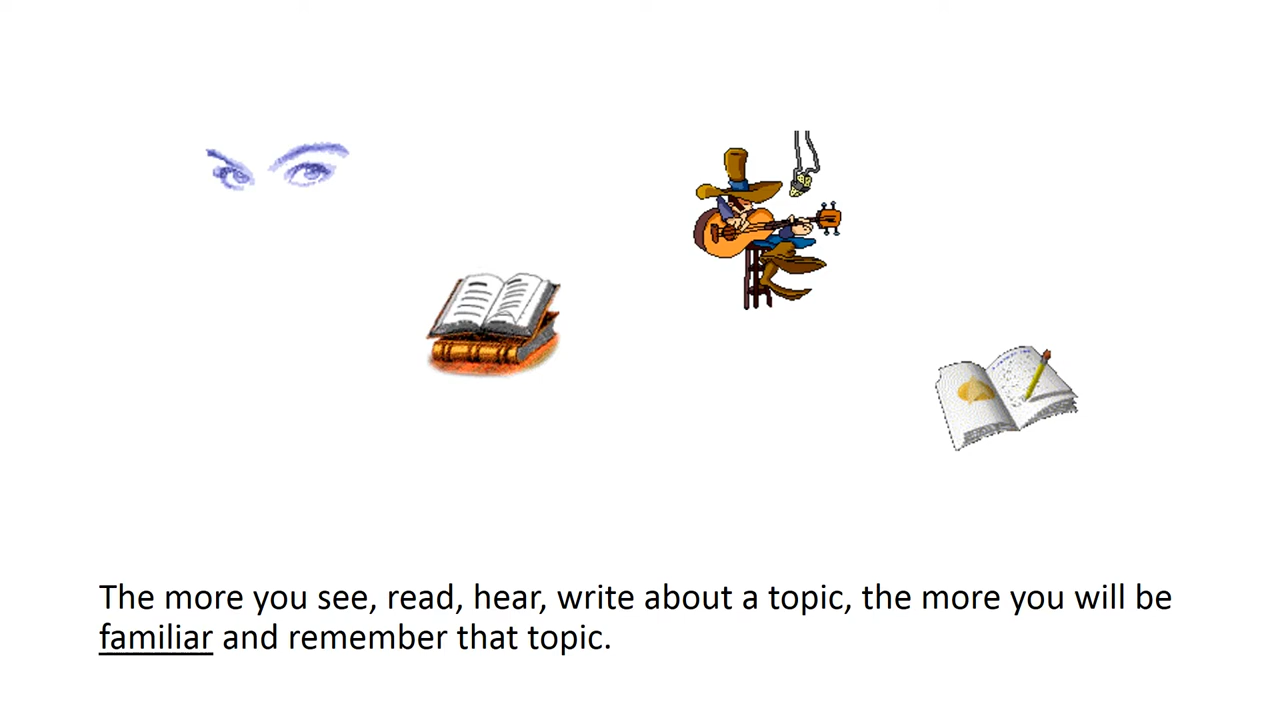 The more you see, read, hear, write about a topic, the more you will be
familiar and remember that topic.